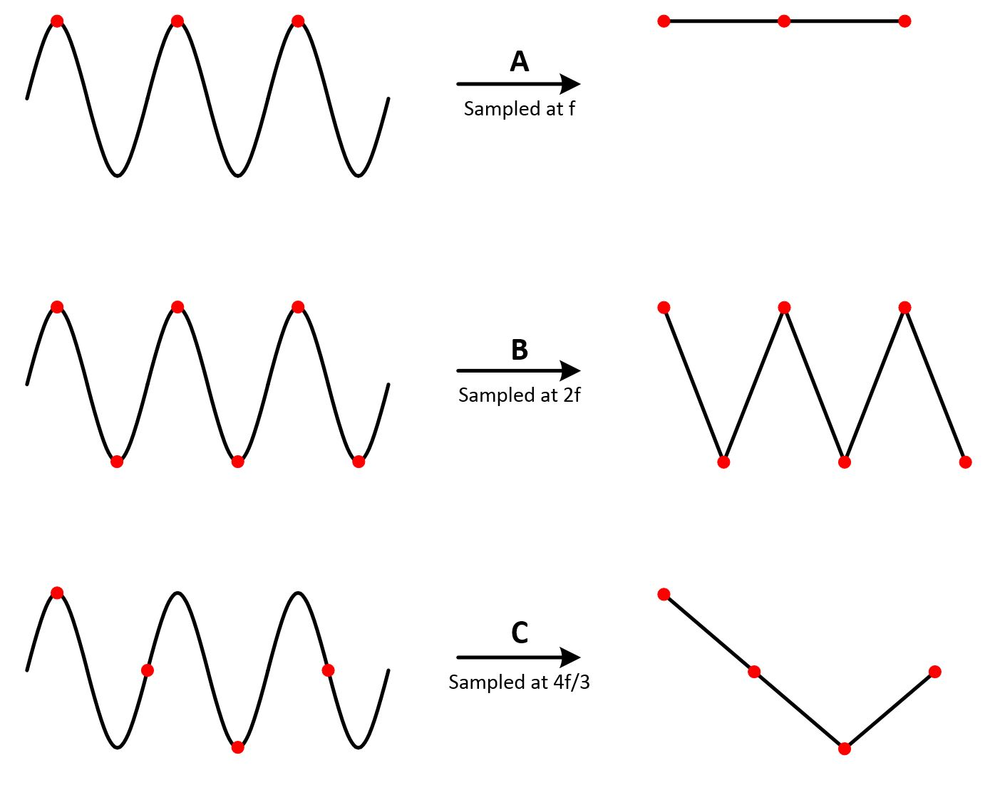 A
Sampled at f
B
Sampled at 2f
C
Sampled at 4f/3